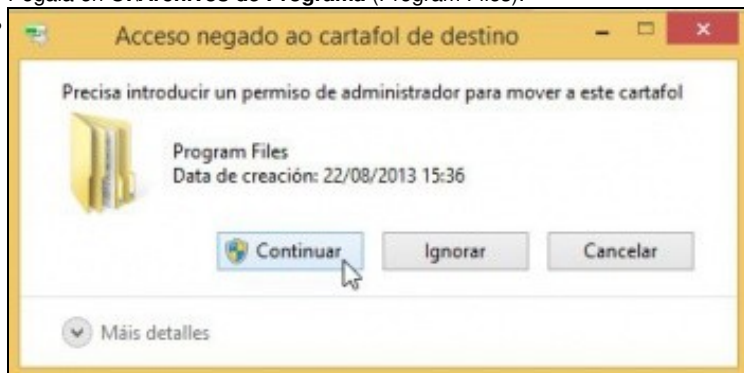 Acceso negado ao cartafol de destino
Precisa introducir un permiso de administrador para mover a este cartafol
Program Files
Data de creación: 22/08/2013 15:36
Continuar Ignorar Cancelar
Máis detalles